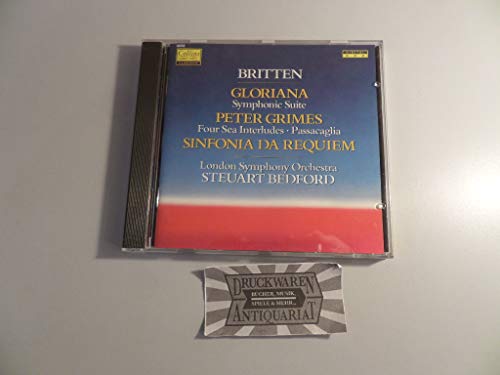 BRITTEN
GLORIANA
Symphonic Suite
PETER GRIMES
Four Sea Interludes · Passacaglia
SINFONIA DA REQUIEM
London Symphony Orchestra
STEUART BEDFORD
DRUCKWAREN
BÜCHER, MUSIK,
SPIELE & MEHR...
ANTIQUARIAT